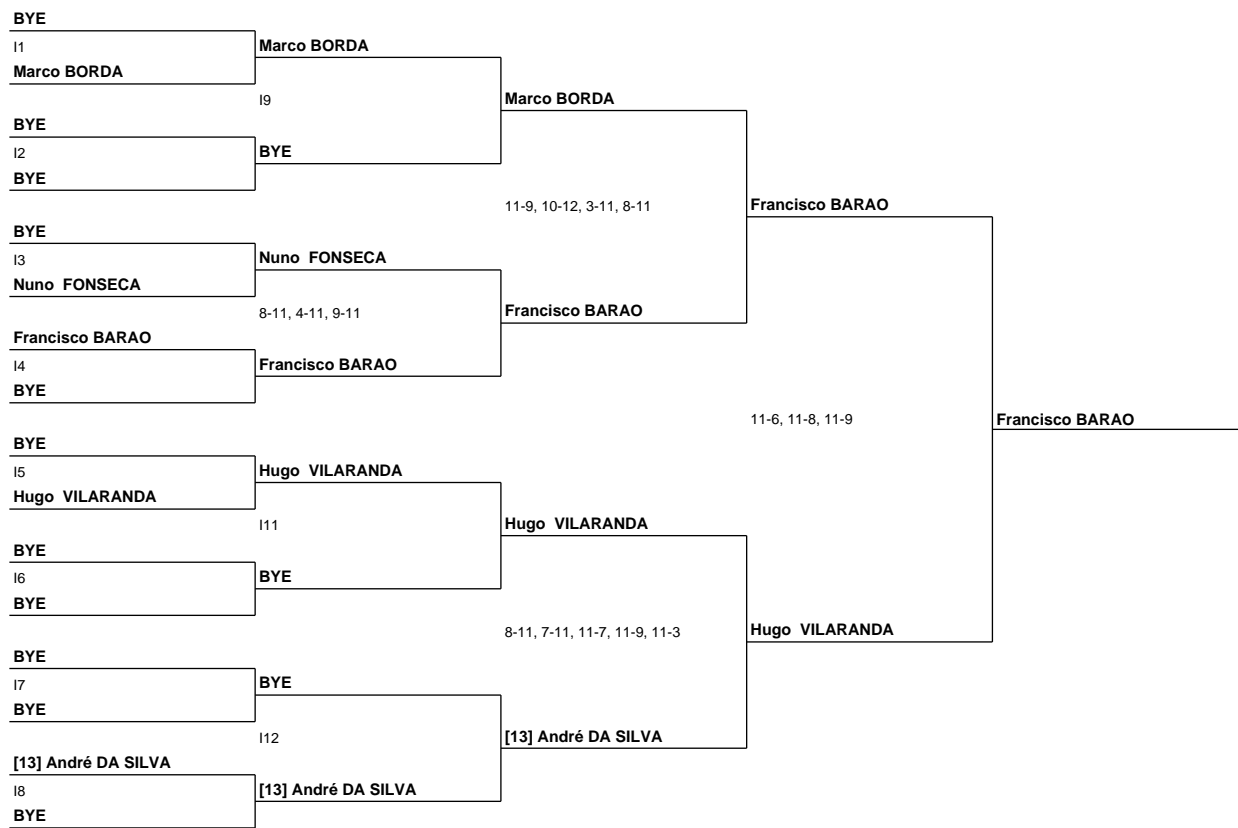 BYE
I1
Marco BORDA
Marco BORDA
I9
Marco BORDA
BYE
I2
BYE
BYE
11-9, 10-12, 3-11, 8-11
Francisco BARAO
BYE
I3
Nuno FONSECA
Nuno FONSECA
8-11, 4-11, 9-11
Francisco BARAO
Francisco BARAO
I4
BYE
Francisco BARAO
11-6, 11-8, 11-9
Francisco BARAO
BYE
I5
Hugo VILARANDA
Hugo VILARANDA
I11
Hugo VILARANDA
BYE
I6
BYE
BYE
8-11, 7-11, 11-7, 11-9, 11-3
Hugo VILARANDA
BYE
I7
BYE
BYE
I12
[13] André DA SILVA
[13] André DA SILVA
I8
BYE
[13] André DA SILVA